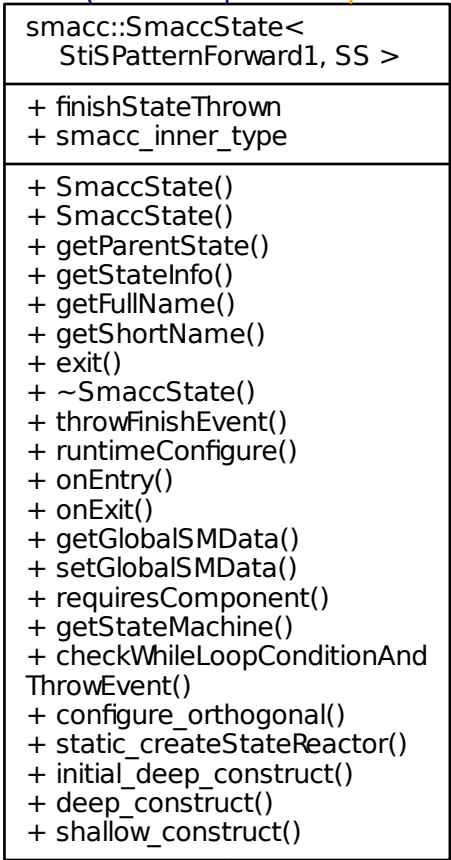 smacc::SmaccState<
StiSPatternForward1, SS >
+ finishStateThrown
+ smacc_inner_type
+ SmaccState()
+ SmaccState()
+ getParentState()
+ getStateInfo()
+ getFullName()
+ getShortName()
+ exit()
+ ~SmaccState()
+ throwFinishEvent()
+ runtimeConfigure()
+ onEntry()
+ onExit()
+ getGlobalSMData()
+ setGlobalSMData()
+ requiresComponent()
+ getStateMachine()
+ checkWhileLoopConditionAnd
ThrowEvent()
+ configure_orthogonal()
+ static_createStateReactor()
+ initial_deep_construct()
+ deep_construct()
+ shallow_construct()